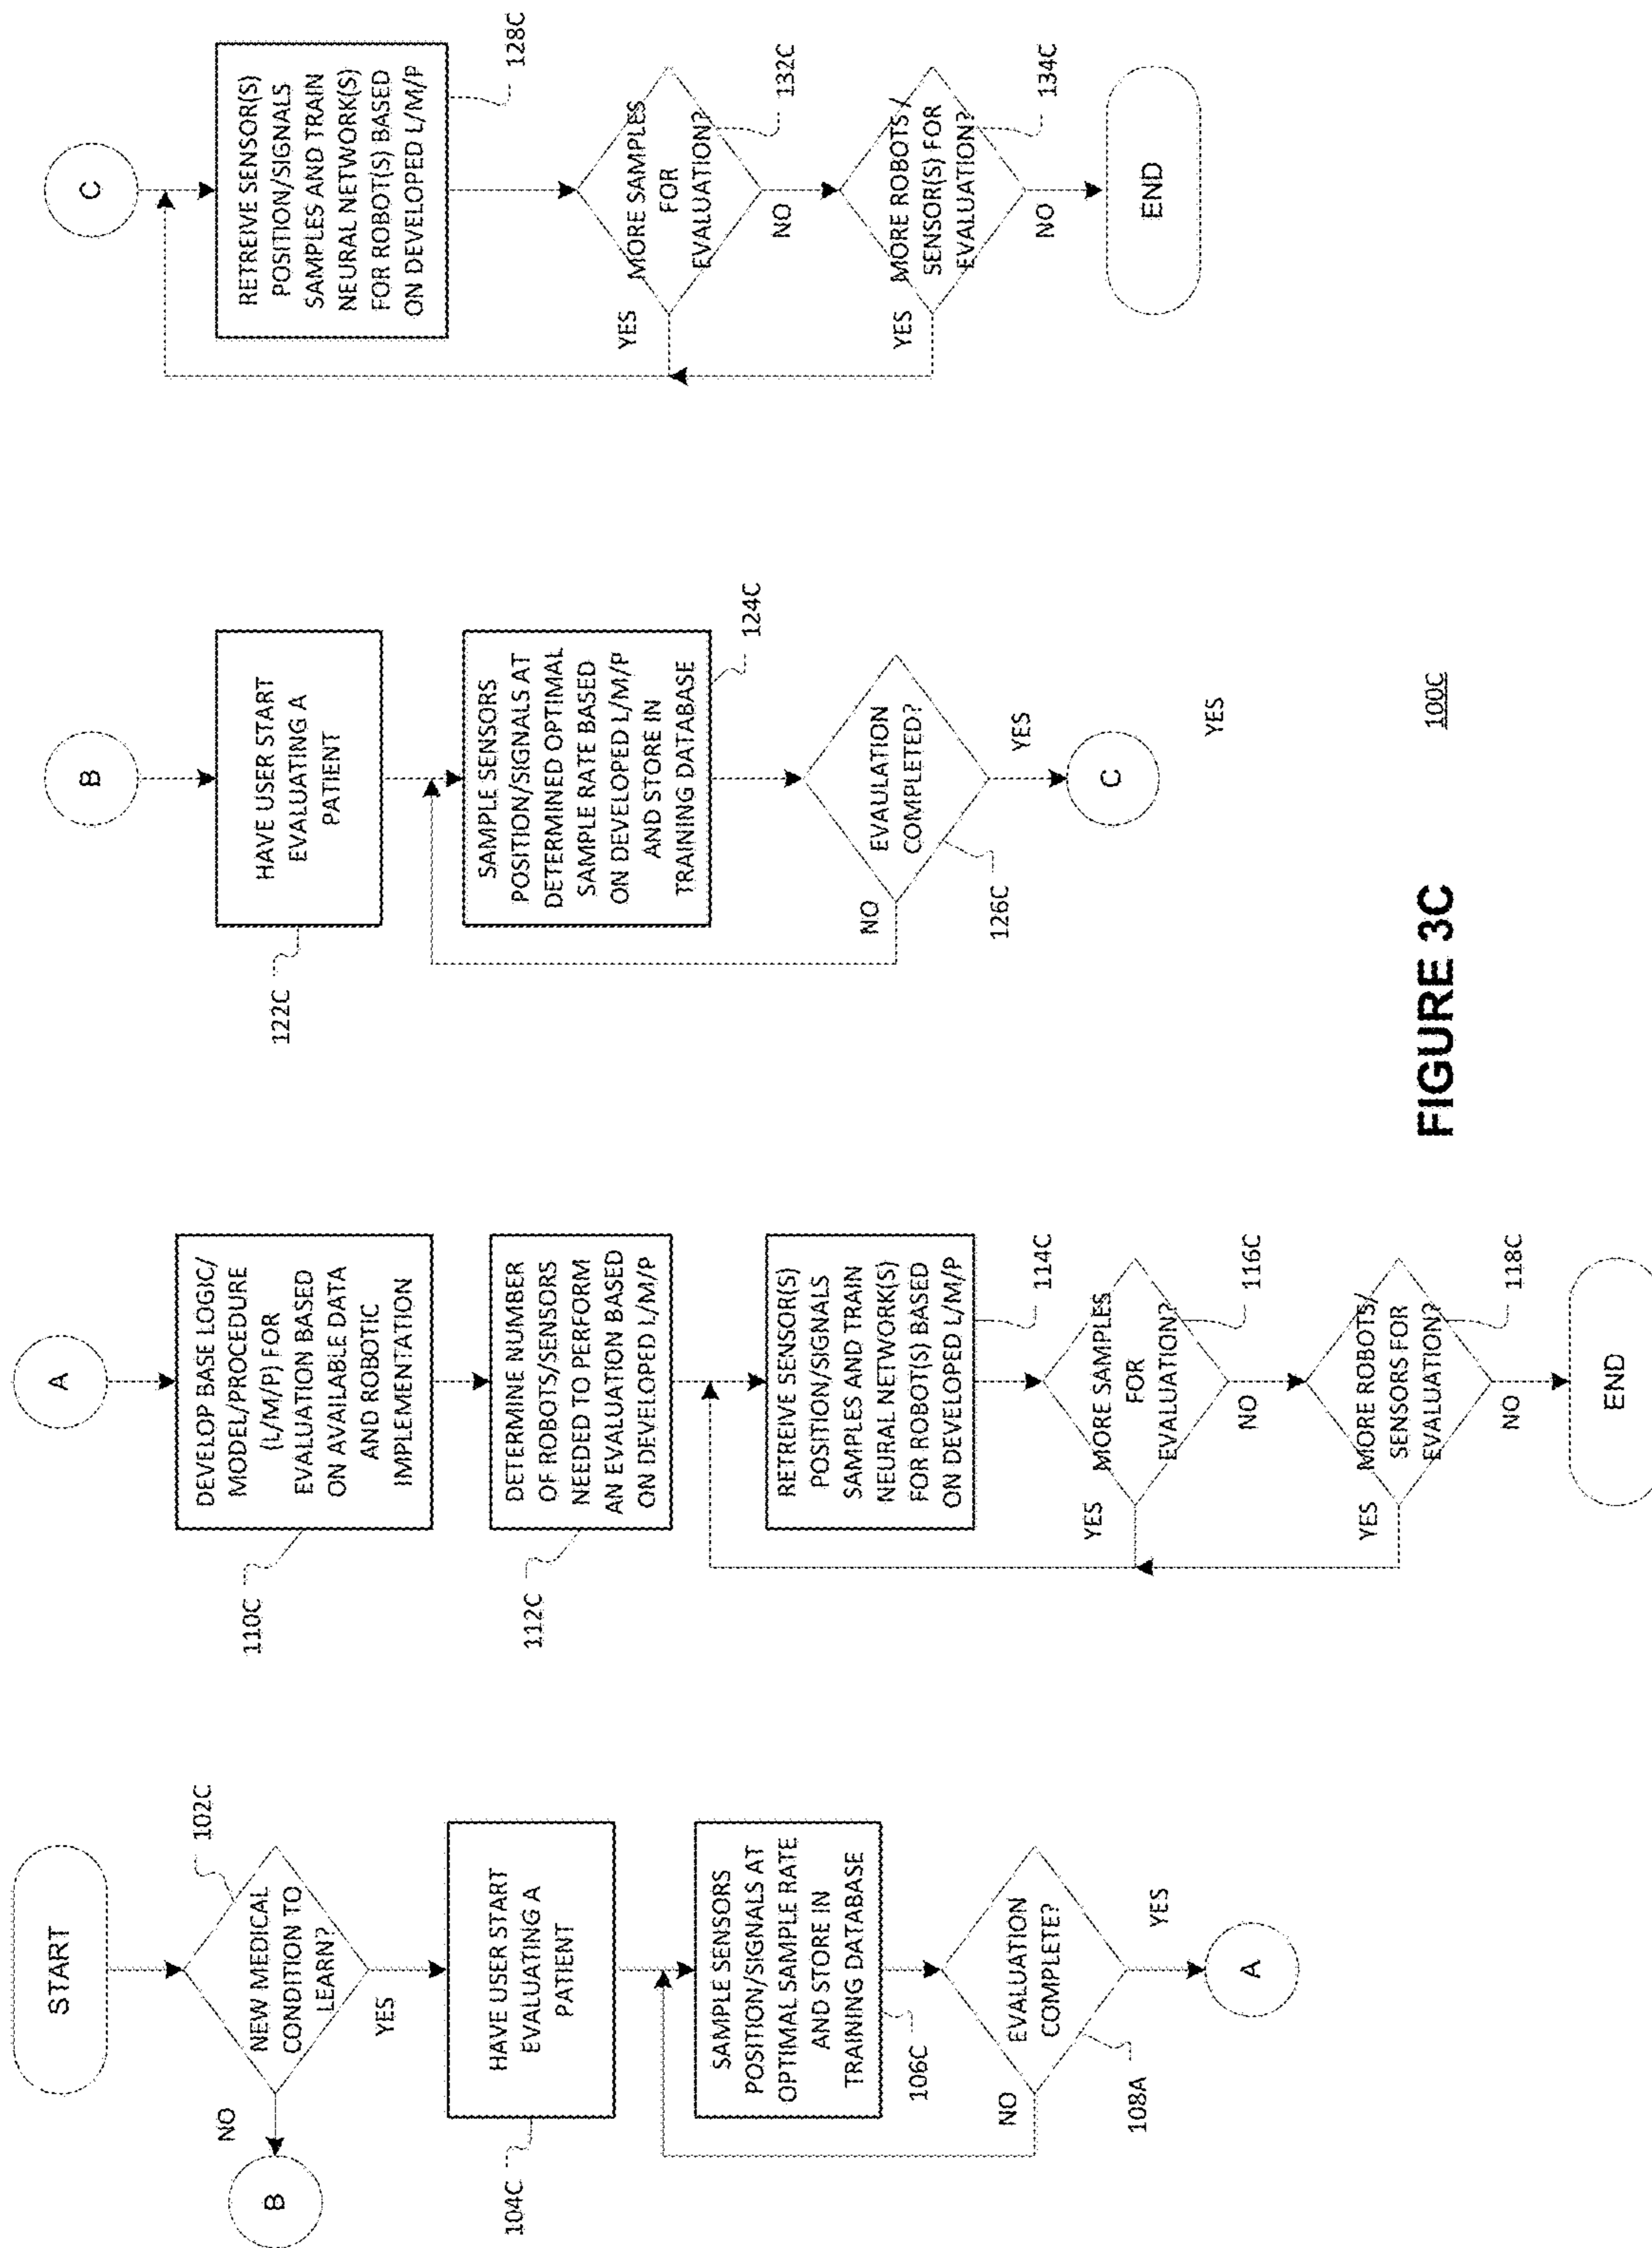 START
NEW MEDICAL
CONDITION TO
LEARN?
102C
NO
B
YES
HAVE USER START
EVALUATING A
PATIENT
104C
SAMPLE SENSORS
POSITION/SIGNALS AT
OPTIMAL SAMPLE RATE
AND STORE IN
TRAINING DATABASE
106C
EVALUATION
COMPLETE?
NO
108A
YES
A
A
DEVELOP BASE LOGIC/
MODEL/PROCEDURE
(L/M/P) FOR
EVALUATION BASED
ON AVAILABLE DATA
AND ROBOTIC
IMPLEMENTATION
110C
DETERMINE NUMBER
OF ROBOTS/SENSORS
NEEDED TO PERFORM
AN EVALUATION BASED
ON DEVELOPED L/M/P
112C
RETREIVE SENSOR(S)
POSITION/SIGNALS
SAMPLES AND TRAIN
NEURAL NETWORK(S)
FOR ROBOT(S) BASED
ON DEVELOPED L/M/P
114C
MORE SAMPLES
FOR
EVALUATION?
YES
116C
NO
MORE ROBOTS/
SENSORS FOR
EVALUATION?
YES
118C
NO
END
B
HAVE USER START
EVALUATING A
PATIENT
122C
SAMPLE SENSORS
POSITION/SIGNALS AT
DETERMINED OPTIMAL
SAMPLE RATE BASED
ON DEVELOPED L/M/P
AND STORE IN
TRAINING DATABASE
124C
EVAULATION
COMPLETED?
NO
126C
YES
C
YES
C
RETREIVE SENSOR(S)
POSITION/SIGNALS
SAMPLES AND TRAIN
NEURAL NETWORK(S)
FOR ROBOT(S) BASED
ON DEVELOPED L/M/P
128C
MORE SAMPLES
FOR
EVALUATION?
YES
132C
NO
MORE ROBOTS /
SENSOR(S) FOR
EVALUATION?
YES
134C
NO
END
100C
FIGURE 3C